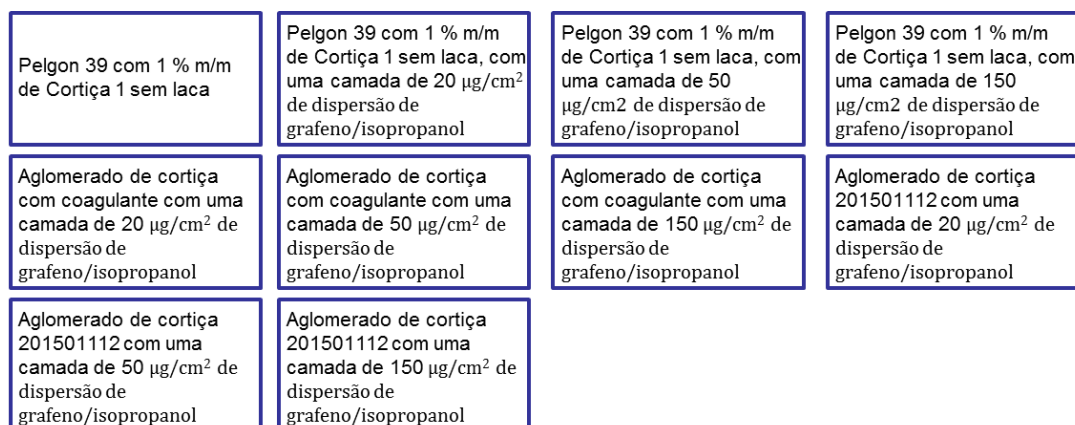 Pelgon 39 com 1 % m/m
de Cortiça 1 sem laca
Pelgon 39 com 1 % m/m
de Cortiça 1 sem laca, com
uma camada de 20 μg/cm²
de dispersão de
grafeno/isopropanol
Pelgon 39 com 1 % m/m
de Cortiça 1 sem laca, com
uma camada de 50
μg/cm2 de dispersão de
grafeno/isopropanol
Pelgon 39 com 1 % m/m
de Cortiça 1 sem laca, com
uma camada de 150
μg/cm2 de dispersão de
grafeno/isopropanol
Aglomerado de cortiça
com coagulante com uma
camada de 20 μg/cm² de
dispersão de
grafeno/isopropanol
Aglomerado de cortiça
com coagulante com uma
camada de 50 μg/cm² de
dispersão de
grafeno/isopropanol
Aglomerado de cortiça
com coagulante com uma
camada de 150 μg/cm² de
dispersão de
grafeno/isopropanol
Aglomerado de cortiça
201501112 com uma
camada de 20 μg/cm² de
dispersão de
grafeno/isopropanol
Aglomerado de cortiça
201501112 com uma
camada de 50 μg/cm² de
dispersão de
grafeno/isopropanol
Aglomerado de cortiça
201501112 com uma
camada de 150 μg/cm² de
dispersão de
grafeno/isopropanol